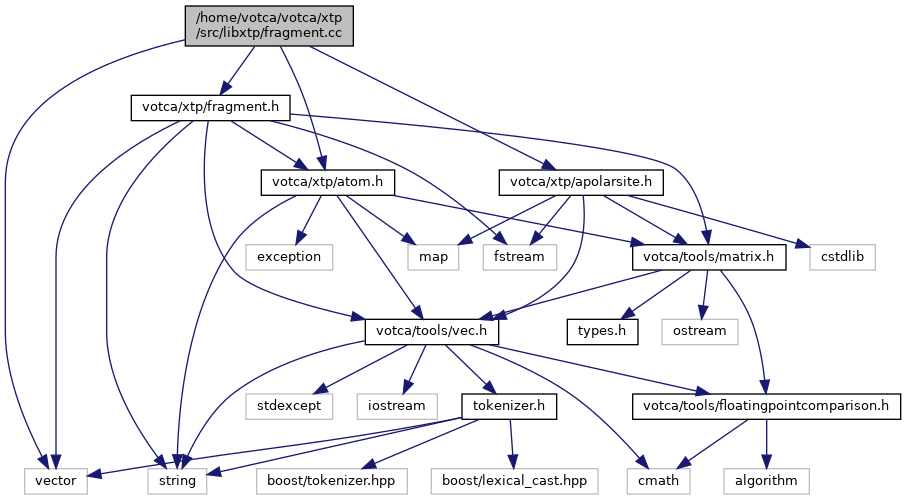 /home/votca/votca/xtp
/src/libxtp/fragment.cc
votca/xtp/fragment.h
votca/xtp/atom.h
votca/xtp/apolarsite.h
exception
map
fstream
votca/tools/matrix.h
cstdlib
votca/tools/vec.h
types.h
ostream
stdexcept
iostream
tokenizer.h
votca/tools/floatingpointcomparison.h
vector
string
boost/tokenizer.hpp
boost/lexical_cast.hpp
cmath
algorithm